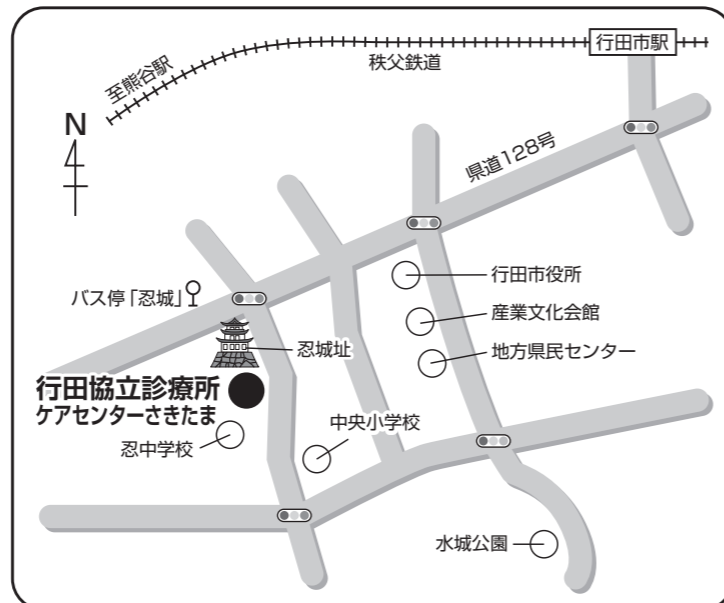 行田市駅
秩父鉄道
至熊谷駅
N
県道128号
行田市役所
バス停「忍城」
産業文化会館
忍城址
地方県民センター
行田協立診療所
ケアセンターさきたま
中央小学校
忍中学校
水城公園